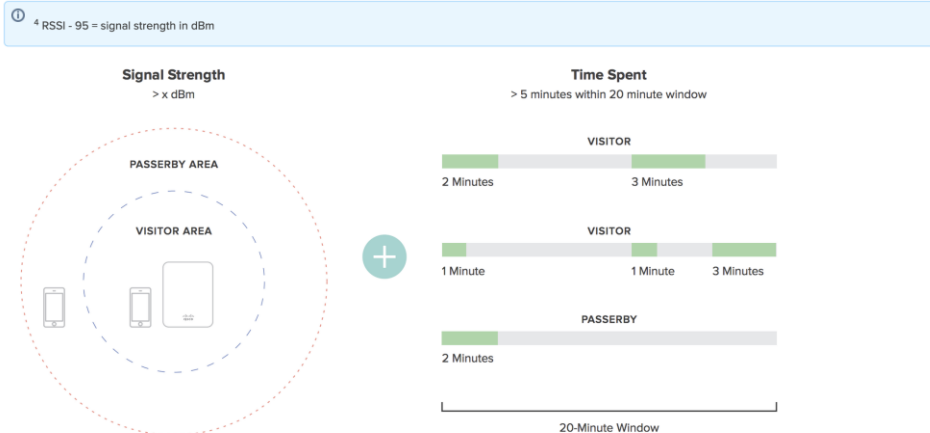 4 RSSI - 95 = signal strength in dBm
Signal Strength
> x dBm
PASSERBY AREA
VISITOR AREA
Time Spent
> 5 minutes within 20 minute window
VISITOR
2 Minutes 3 Minutes
VISITOR
1 Minute 1 Minute 3 Minutes
PASSERBY
2 Minutes
20-Minute Window